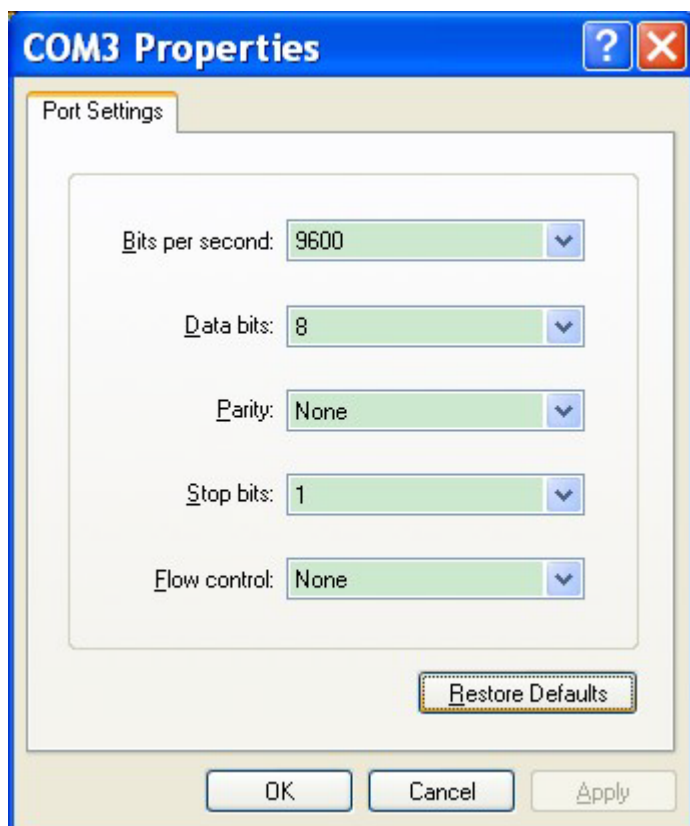 COM3 Properties
Port Settings
Bits per second: 9600
Data bits: 8
Parity: None
Stop bits: 1
Flow control: None
Restore Defaults
OK Cancel Apply